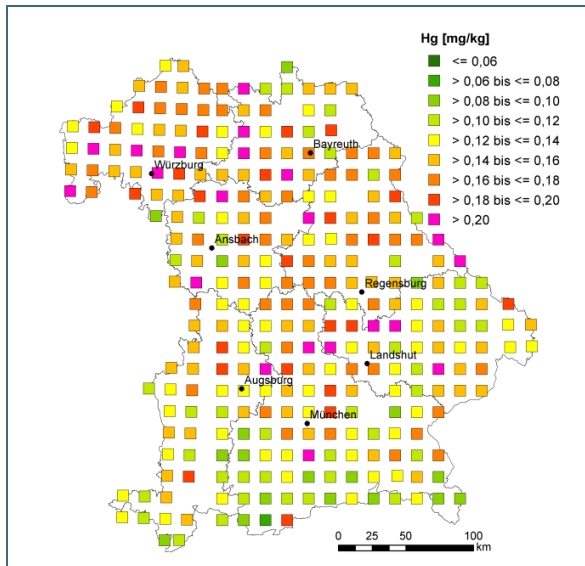 Hg [mg/kg]
<= 0,06
> 0,06 bis <= 0,08
> 0,08 bis <= 0,10
> 0,10 bis <= 0,12
> 0,12 bis <= 0,14
> 0,14 bis <= 0,16
> 0,16 bis <= 0,18
> 0,18 bis <= 0,20
> 0,20
Bayreuth
Würzburg
Ansbach
Regensburg
Landshut
Augsburg
München
0 25 50 100
km